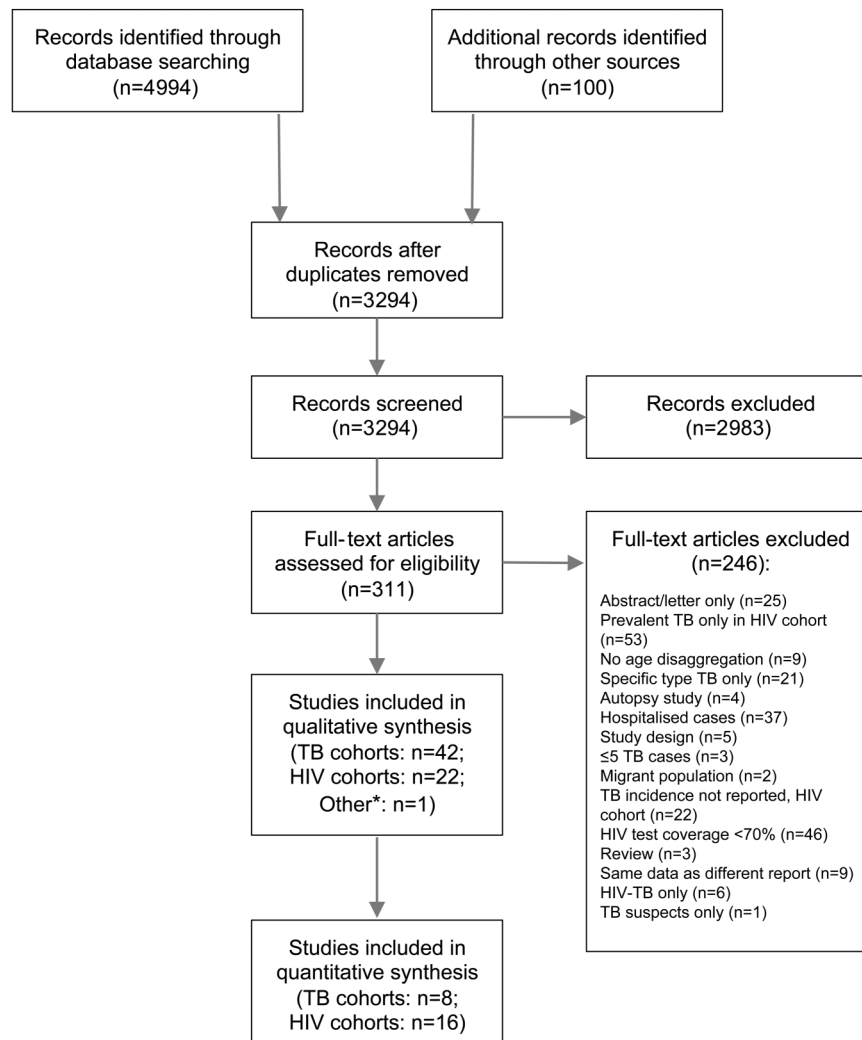 Records identified through
database searching
(n=4994)
Additional records identified
through other sources
(n=100)
Records after
duplicates removed
(n=3294)
Records screened
(n=3294)
Records excluded
(n=2983)
Full-text articles
assessed for eligibility
(n=311)
Full-text articles excluded
(n=246):
Abstract/letter only (n=25)
Prevalent TB only in HIV cohort
(n=53)
No age disaggregation (n=9)
Specific type TB only (n=21)
Autopsy study (n=4)
Hospitalised cases (n=37)
Study design (n=5)
≤5 TB cases (n=3)
Migrant population (n=2)
TB incidence not reported, HIV
cohort (n=22)
HIV test coverage <70% (n=46)
Review (n=3)
Same data as different report (n=9)
HIV-TB only (n=6)
TB suspects only (n=1)
Studies included in
qualitative synthesis
(TB cohorts: n=42;
HIV cohorts: n=22;
Other*: n=1)
Studies included in
quantitative synthesis
(TB cohorts: n=8;
HIV cohorts: n=16)